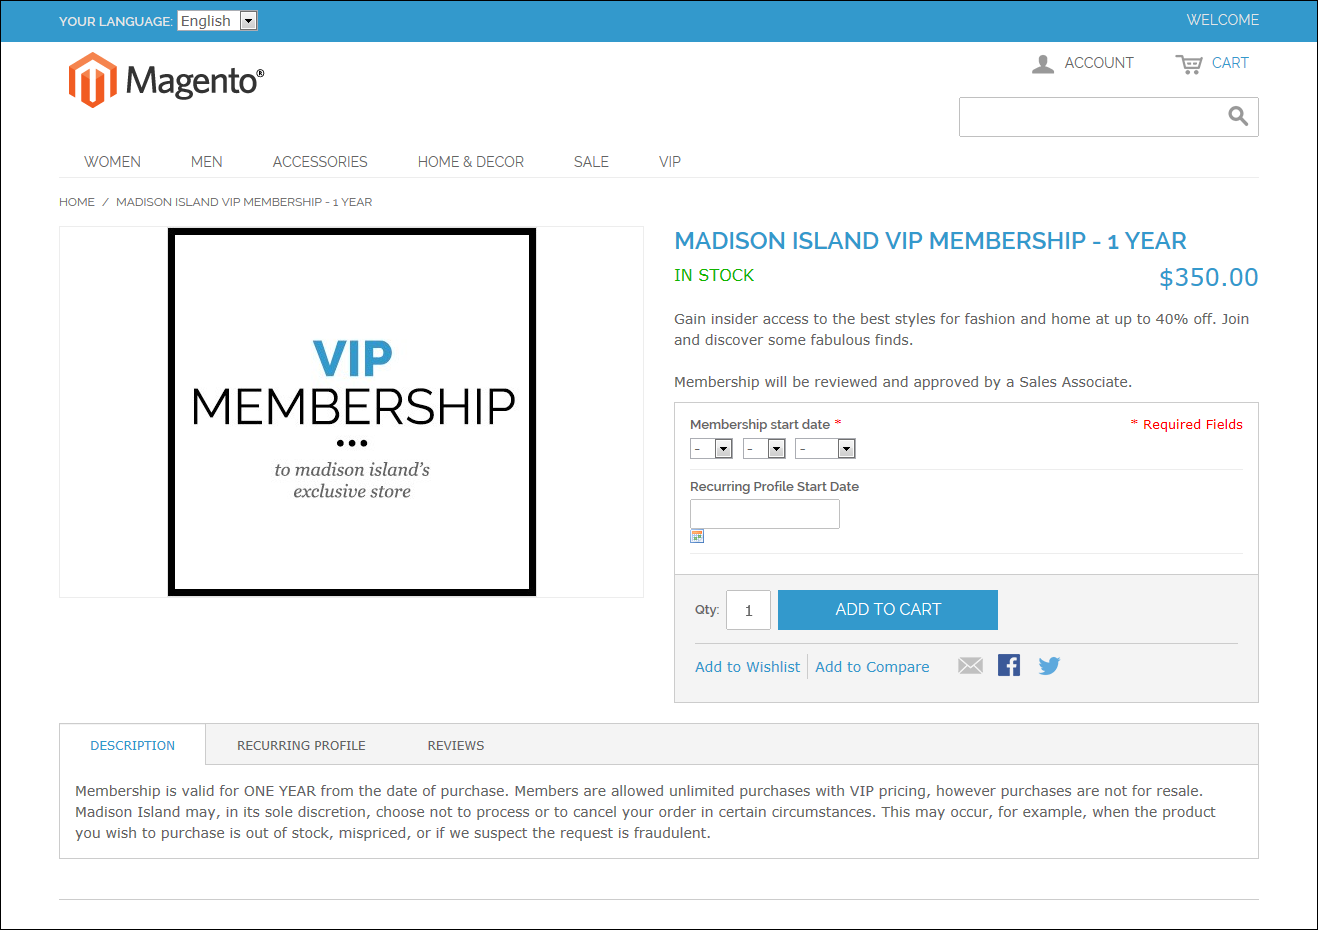 YOUR LANGUAGE: English
WELCOME
Magento®
ACCOUNT
CART
WOMEN MEN ACCESSORIES HOME & DECOR SALE VIP
HOME / MADISON ISLAND VIP MEMBERSHIP - 1 YEAR
VIP
MEMBERSHIP
•••
to madison island's
exclusive store
MADISON ISLAND VIP MEMBERSHIP - 1 YEAR
IN STOCK
$350.00
Gain insider access to the best styles for fashion and home at up to 40% off. Join
and discover some fabulous finds.
Membership will be reviewed and approved by a Sales Associate.
Membership start date *
* Required Fields
- - -
Recurring Profile Start Date
Qty: 1 ADD TO CART
Add to Wishlist Add to Compare
DESCRIPTION RECURRING PROFILE REVIEWS
Membership is valid for ONE YEAR from the date of purchase. Members are allowed unlimited purchases with VIP pricing, however purchases are not for resale.
Madison Island may, in its sole discretion, choose not to process or to cancel your order in certain circumstances. This may occur, for example, when the product
you wish to purchase is out of stock, mispriced, or if we suspect the request is fraudulent.